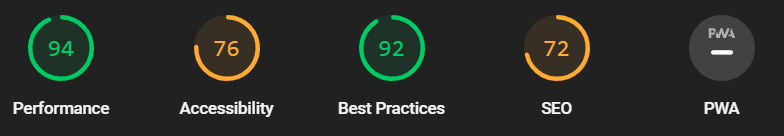 94 76 92 72 PWA
Performance Accessibility Best Practices SEO PWA